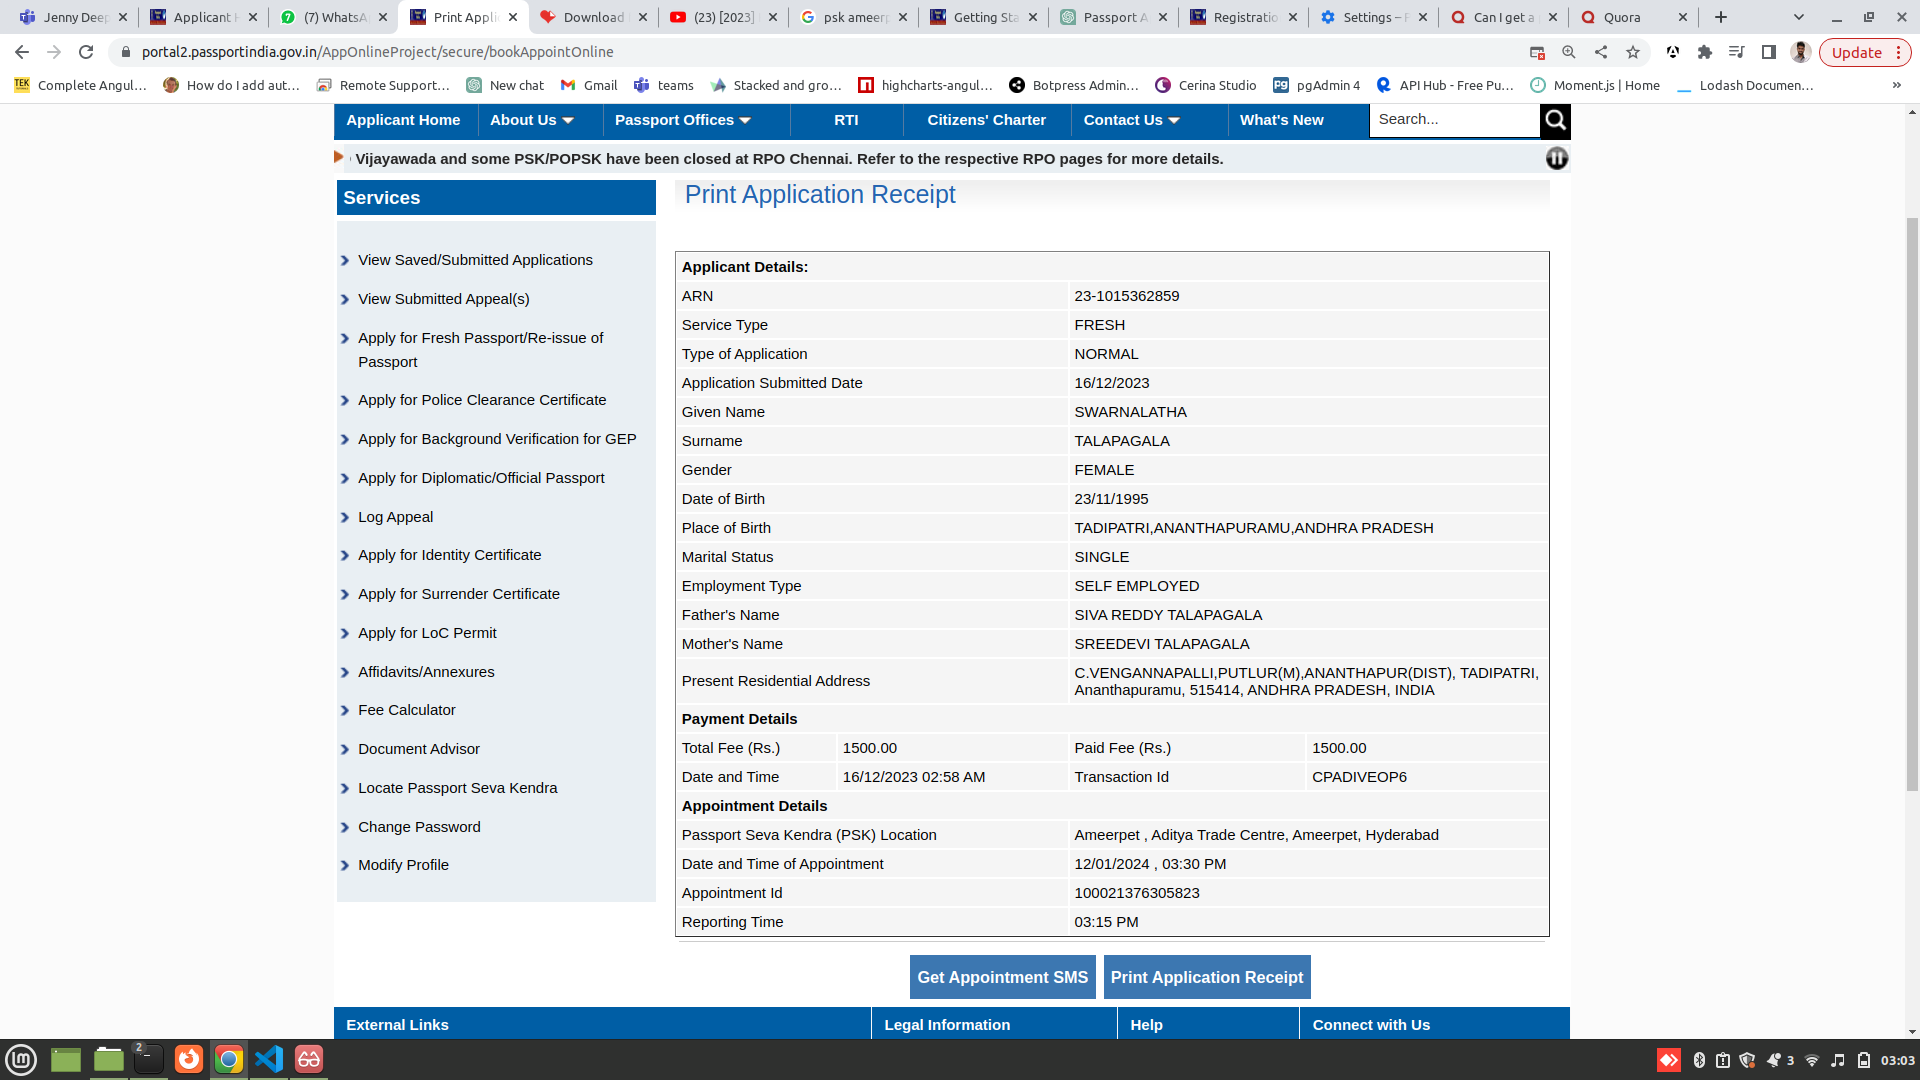 Jenny Deep
Applicant H
(7) WhatsA
Print Appli
Download
(23) [2023]
psk ameerp
Getting Sta
Passport A
Registratio
Settings – P
Can I get a
Quora
portal2.passportindia.gov.in/AppOnlineProject/secure/bookAppointOnline
Update
Complete Angul...
How do I add aut...
Remote Support...
New chat
Gmail
teams
Stacked and gro...
highcharts-angul...
Botpress Admin...
Cerina Studio
pgAdmin 4
API Hub - Free Pu...
Moment.js | Home
Lodash Documen...
Applicant Home
About Us
Passport Offices
RTI
Citizens' Charter
Contact Us
What's New
Search...
Vijayawada and some PSK/POPSK have been closed at RPO Chennai. Refer to the respective RPO pages for more details.
Services
View Saved/Submitted Applications
View Submitted Appeal(s)
Apply for Fresh Passport/Re-issue of
Passport
Apply for Police Clearance Certificate
Apply for Background Verification for GEP
Apply for Diplomatic/Official Passport
Log Appeal
Apply for Identity Certificate
Apply for Surrender Certificate
Apply for LoC Permit
Affidavits/Annexures
Fee Calculator
Document Advisor
Locate Passport Seva Kendra
Change Password
Modify Profile
Print Application Receipt
Applicant Details:
ARN 23-1015362859
Service Type FRESH
Type of Application NORMAL
Application Submitted Date 16/12/2023
Given Name SWARNALATHA
Surname TALAPAGALA
Gender FEMALE
Date of Birth 23/11/1995
Place of Birth TADIPATRI,ANANTHAPURAMU,ANDHRA PRADESH
Marital Status SINGLE
Employment Type SELF EMPLOYED
Father's Name SIVA REDDY TALAPAGALA
Mother's Name SREEDEVI TALAPAGALA
Present Residential Address C.VENGANNAPALLI,PUTLUR(M),ANANTHAPUR(DIST), TADIPATRI,
Ananthapuramu, 515414, ANDHRA PRADESH, INDIA
Payment Details
Total Fee (Rs.) 1500.00 Paid Fee (Rs.) 1500.00
Date and Time 16/12/2023 02:58 AM Transaction Id CPADIVEOP6
Appointment Details
Passport Seva Kendra (PSK) Location Ameerpet , Aditya Trade Centre, Ameerpet, Hyderabad
Date and Time of Appointment 12/01/2024 , 03:30 PM
Appointment Id 100021376305823
Reporting Time 03:15 PM
Get Appointment SMS
Print Application Receipt
External Links
Legal Information
Help
Connect with Us
2
3
03:03